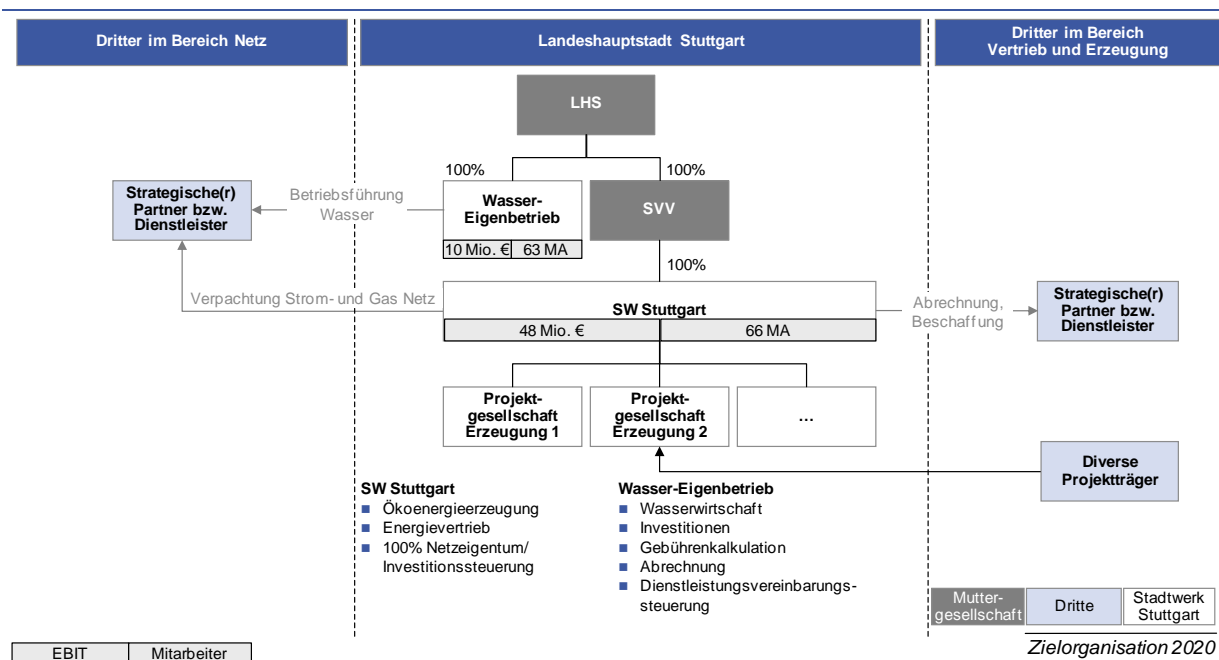 Dritter im Bereich Netz
Landeshauptstadt Stuttgart
Dritter im Bereich
Vertrieb und Erzeugung
LHS
100%
100%
Strategische(r)
Partner bzw.
Dienstleister
Betriebsführung
Wasser
Wasser-
Eigenbetrieb
10 Mio. € 63 MA
SVV
100%
Verpachtung Strom- und Gas Netz
SW Stuttgart
48 Mio. € 66 MA
Abrechnung,
Beschaffung
Strategische(r)
Partner bzw.
Dienstleister
Projekt-
gesellschaft
Erzeugung 1
Projekt-
gesellschaft
Erzeugung 2
...
Diverse
Projektträger
SW Stuttgart
Ökoenergieerzeugung
Energievertrieb
100% Netzeigentum/
Investitionssteuerung
Wasser-Eigenbetrieb
Wasserwirtschaft
Investitionen
Gebührenkalkulation
Abrechnung
Dienstleistungsvereinbarungs-
steuerung
Mutter-
gesellschaft
Dritte
Stadtwerk
Stuttgart
EBIT Mitarbeiter
Zielorganisation 2020